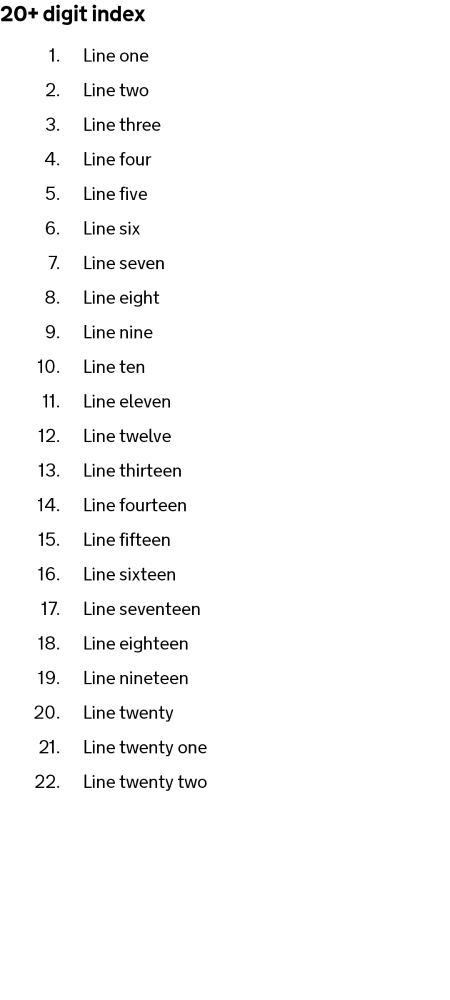 20+ digit index
1. Line one
2. Line two
3. Line three
4. Line four
5. Line five
6. Line six
7. Line seven
8. Line eight
9. Line nine
10. Line ten
11. Line eleven
12. Line twelve
13. Line thirteen
14. Line fourteen
15. Line fifteen
16. Line sixteen
17. Line seventeen
18. Line eighteen
19. Line nineteen
20. Line twenty
21. Line twenty one
22. Line twenty two